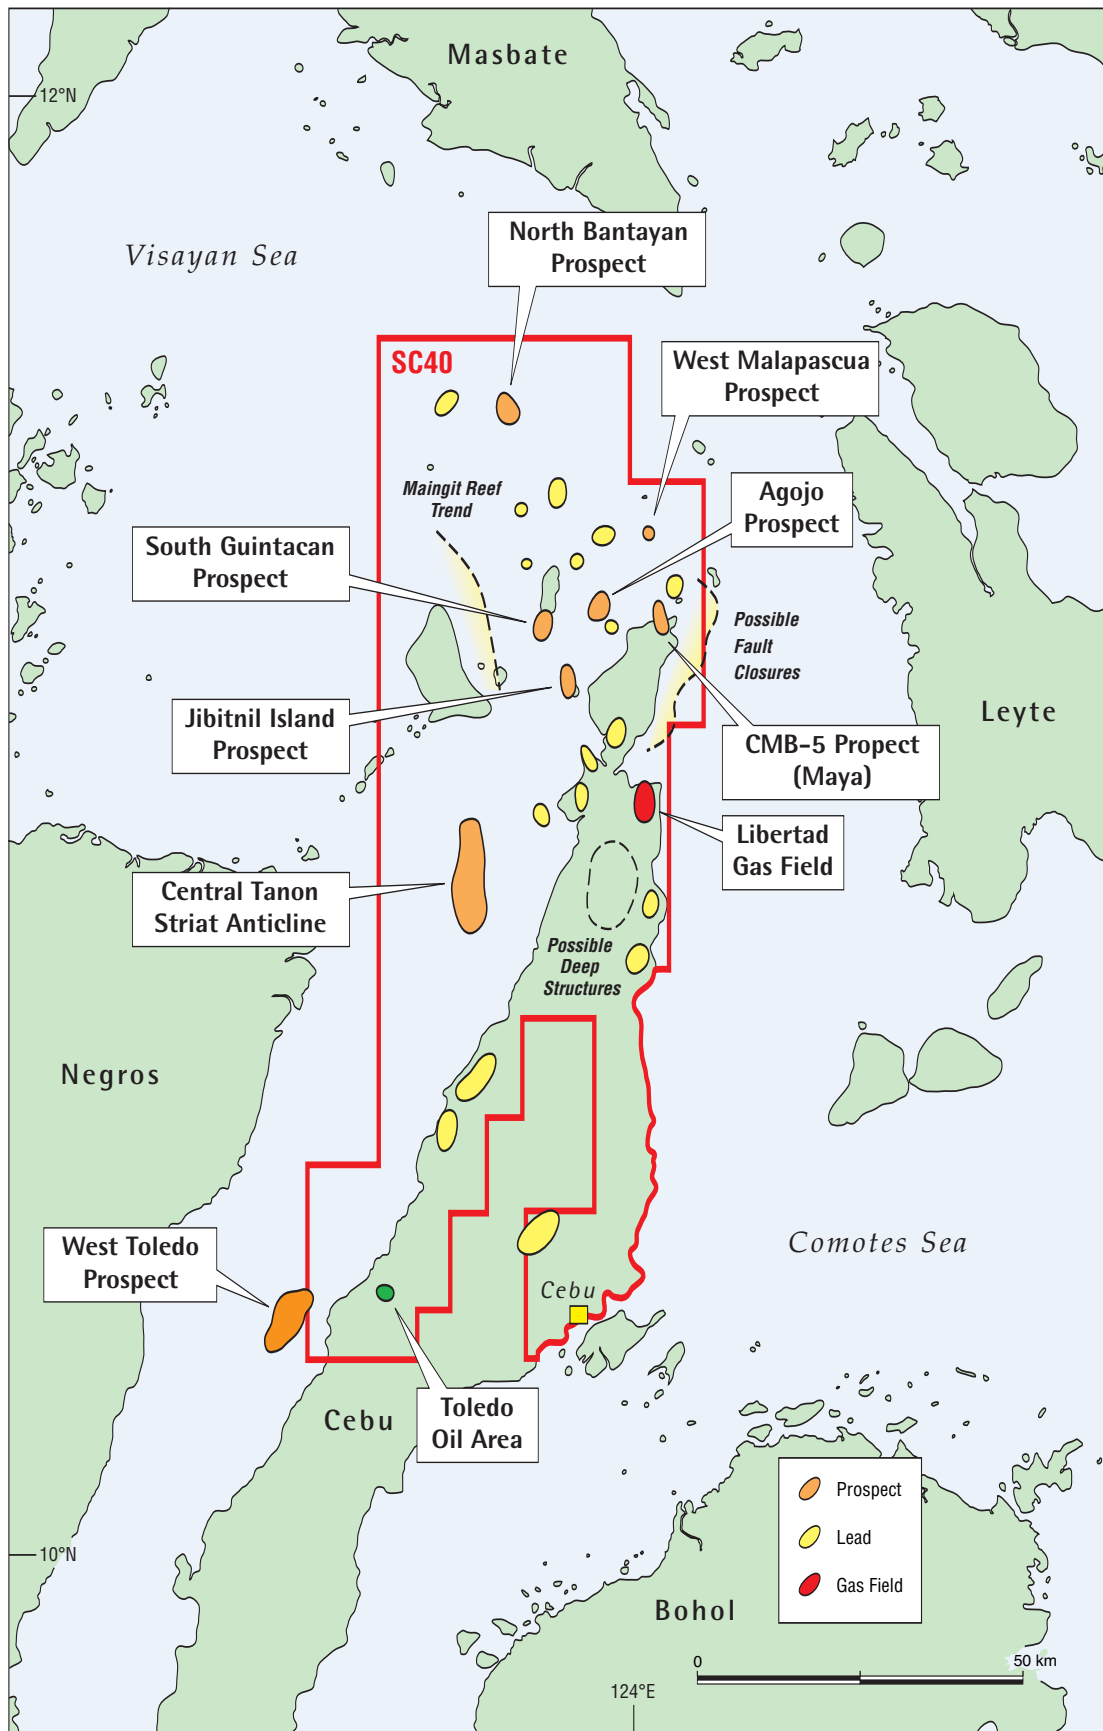 Masbate
12°N
Visayan Sea
North Bantayan
Prospect
SC40
West Malapascua
Prospect
Maingit Reef
Trend
Agojo
Prospect
South Guintacan
Prospect
Possible
Fault
Closures
Jibitnil Island
Prospect
Leyte
CMB-5 Propect
(Maya)
Libertad
Gas Field
Central Tanon
Striat Anticline
Possible
Deep
Structures
Negros
West Toledo
Prospect
Comotes Sea
Cebu
Toledo
Oil Area
Cebu
Prospect
Lead
Gas Field
10°N
Bohol
0
50 km
124°E